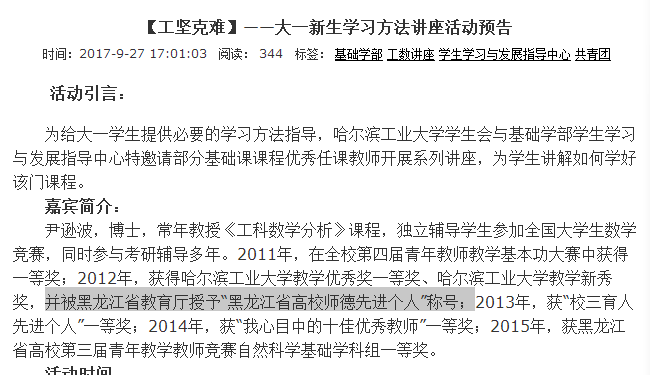 【工坚克难】——大一新生学习方法讲座活动预告
时间：2017-9-27 17:01:03 阅读： 344 标签： 基础学部 工数讲座 学生学习与发展指导中心 共青团
活动引言：
为给大一学生提供必要的学习方法指导，哈尔滨工业大学学生会与基础学部学生学习
与发展指导中心特邀请部分基础课课程优秀任课教师开展系列讲座，为学生讲解如何学好
该门课程。
嘉宾简介：
尹逊波，博士，常年教授《工科数学分析》课程，独立辅导学生参加全国大学生数学
竞赛，同时参与考研辅导多年。2011年，在全校第四届青年教师教学基本功大赛中获得
一等奖；2012年，获得哈尔滨工业大学教学优秀奖一等奖、哈尔滨工业大学教学新秀
奖，并被黑龙江省教育厅授予“黑龙江省高校师德先进个人”称号；2013年，获“校三育人
先进个人”一等奖；2014年，获“我心目中的十佳优秀教师”一等奖；2015年，获黑龙江
省高校第三届青年教学教师竞赛自然科学基础学科组一等奖。
活动时间